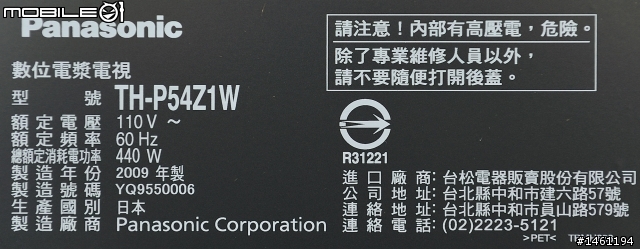 MOBILE01
Panasonic
數位電漿電視
型 號 TH-P54Z1W
額定電壓 110 V ～
額定頻率 60 Hz
總額定消耗電功率 440 W
製造年份 2009 年製
製造號碼 YQ9550006
生產國別 日本
製造廠商 Panasonic Corporation
請注意！內部有高壓電，危險。
除了專業維修人員以外，
請不要隨便打開後蓋。
R31221
進口廠商：台松電器販賣股份有限公司
公司地址：台北縣中和市建六路57號
連絡地址：台北縣中和市員山路579號
連絡電話：(02)2223-5121
>PET<
#1461194